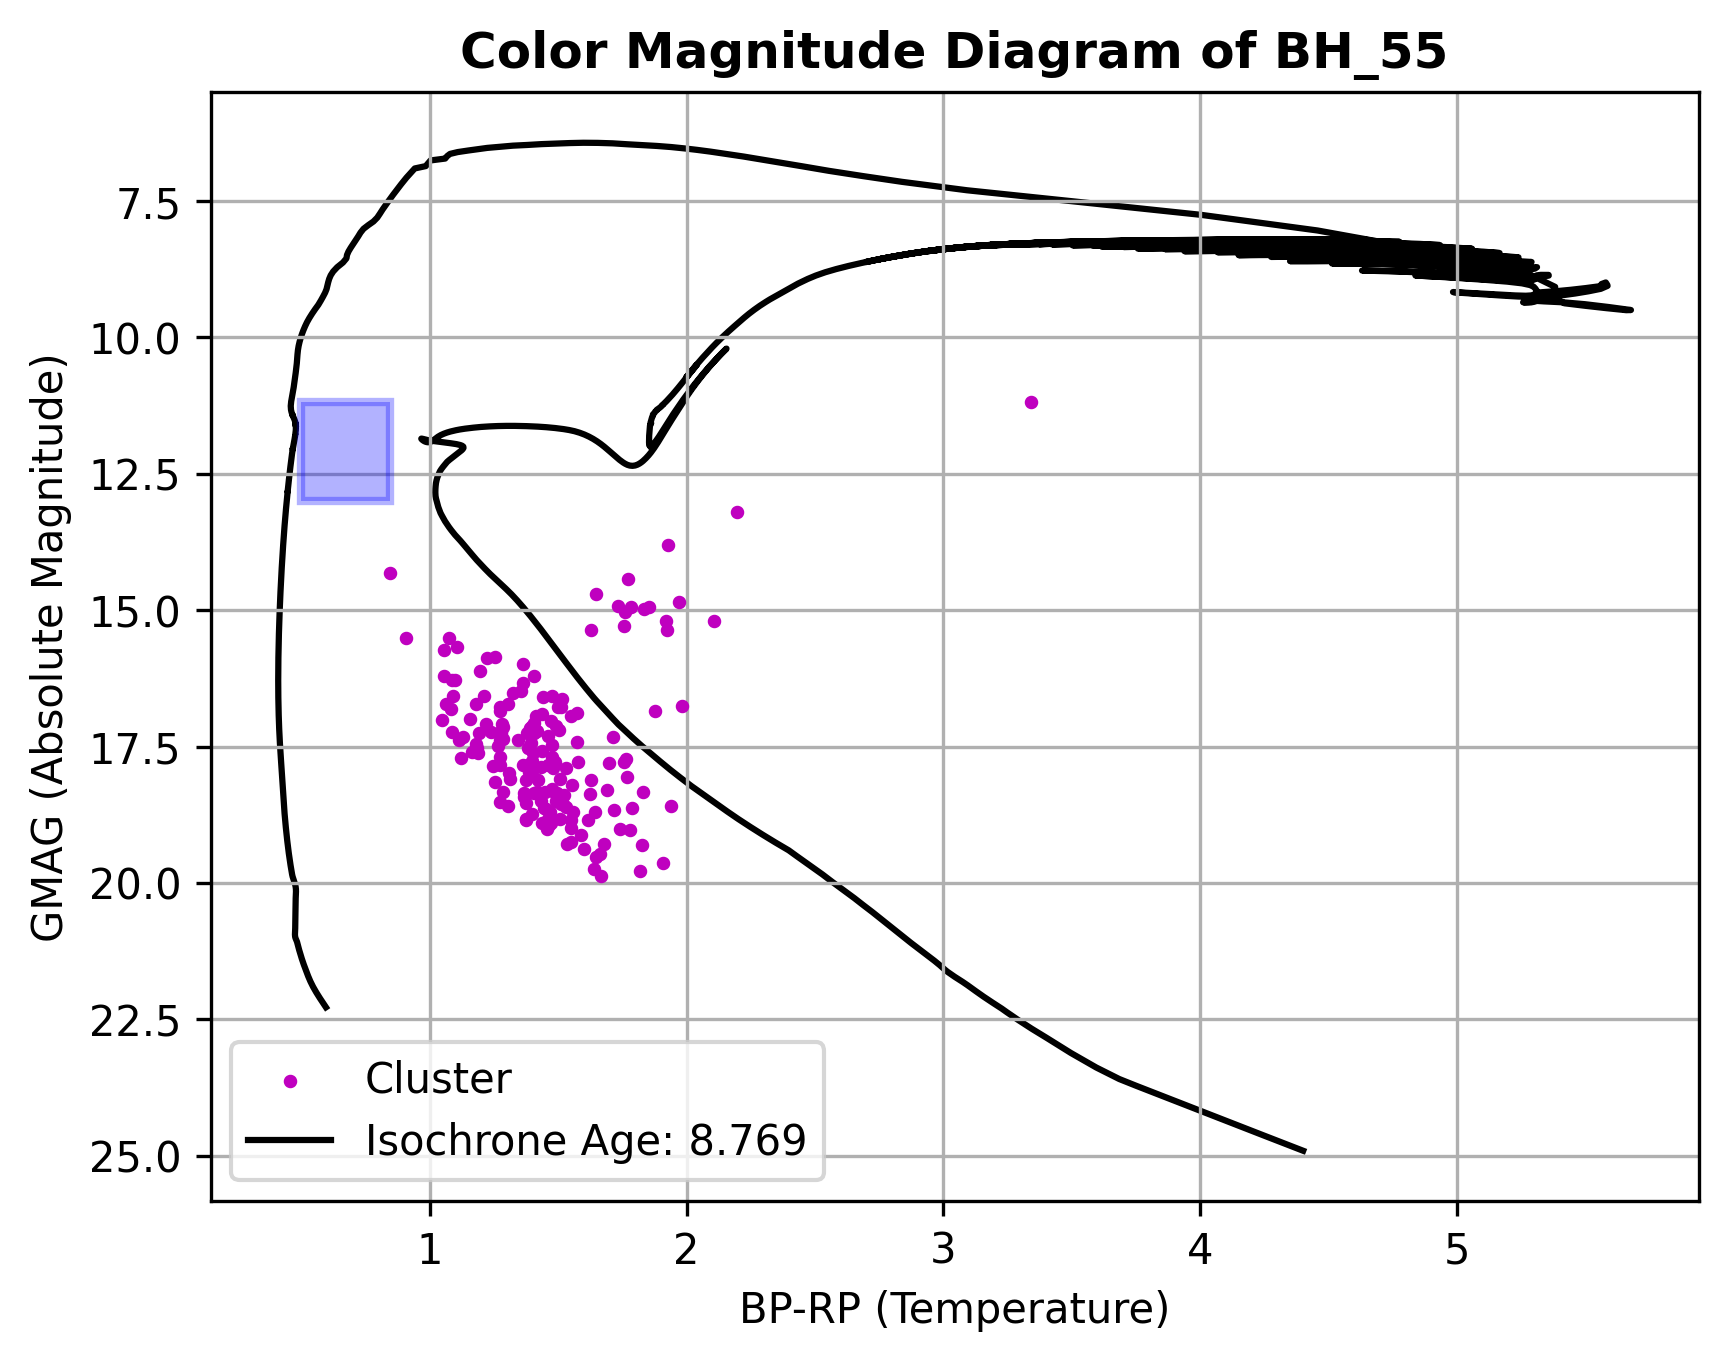 Color Magnitude Diagram of BH_55
GMAG (Absolute Magnitude)
7.5
10.0
12.5
15.0
17.5
20.0
22.5
25.0
Cluster
Isochrone Age: 8.769
1 2 3 4 5
BP-RP (Temperature)